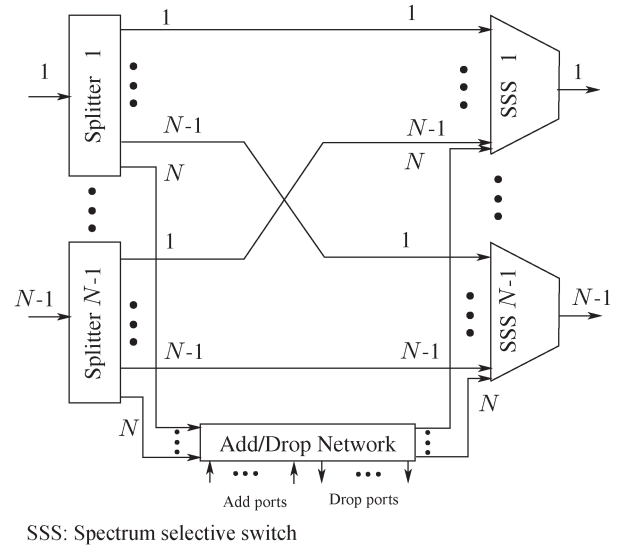 1
1
1
Splitter 1
SSS 1
1
N-1
N-1
N
N
1
1
N-1
Splitter N-1
SSS N-1
N-1
N-1
N-1
N
N
Add/Drop Network
Add ports
Drop ports
SSS: Spectrum selective switch